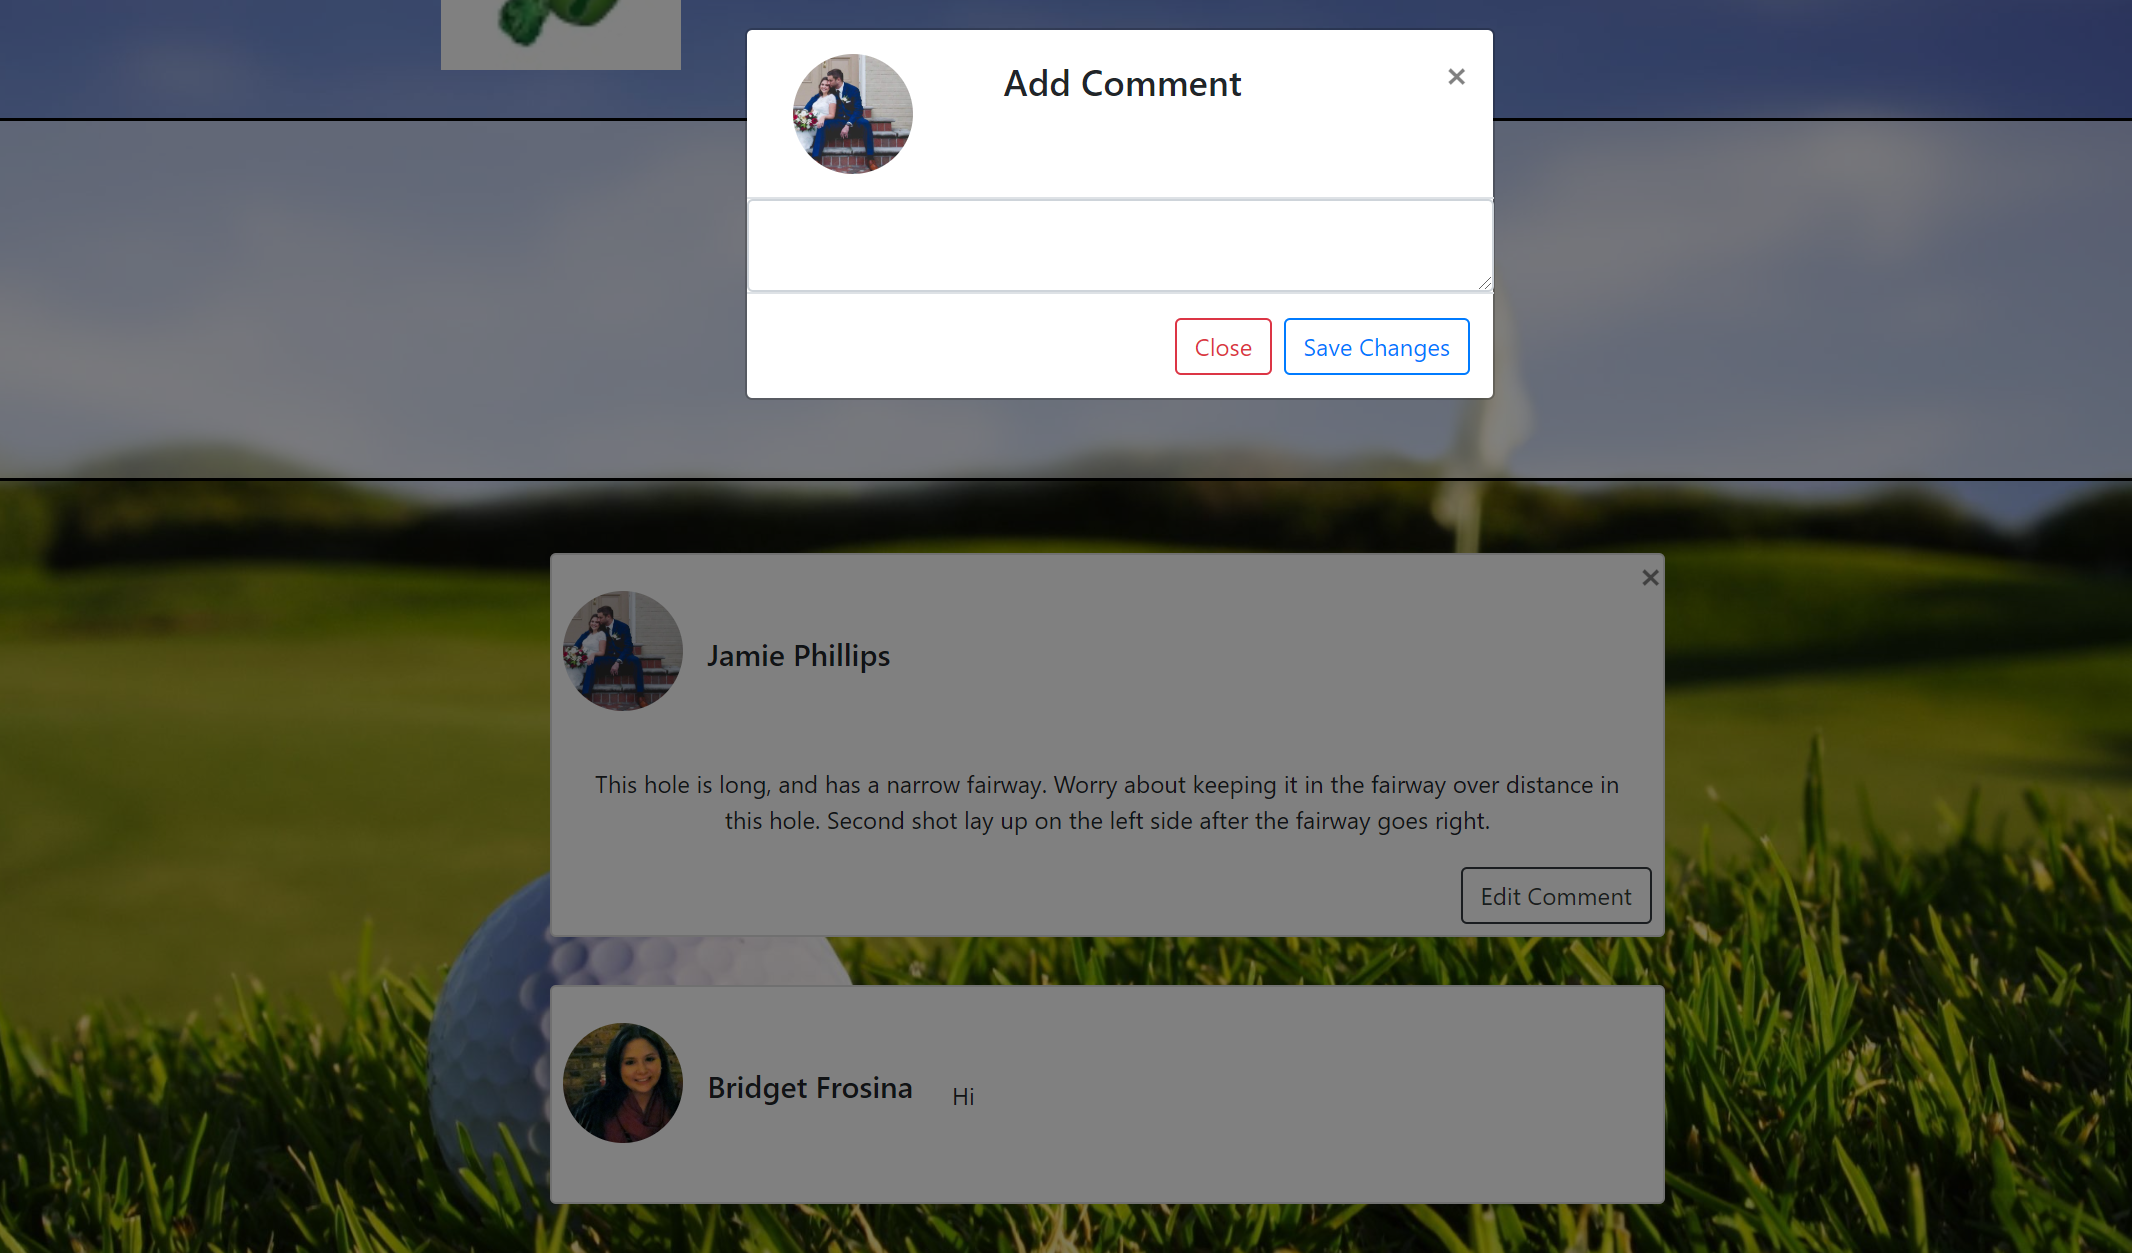 Add Comment
×
Close
Save Changes
×
Jamie Phillips
This hole is long, and has a narrow fairway. Worry about keeping it in the fairway over distance in
this hole. Second shot lay up on the left side after the fairway goes right.
Edit Comment
Bridget Frosina
Hi